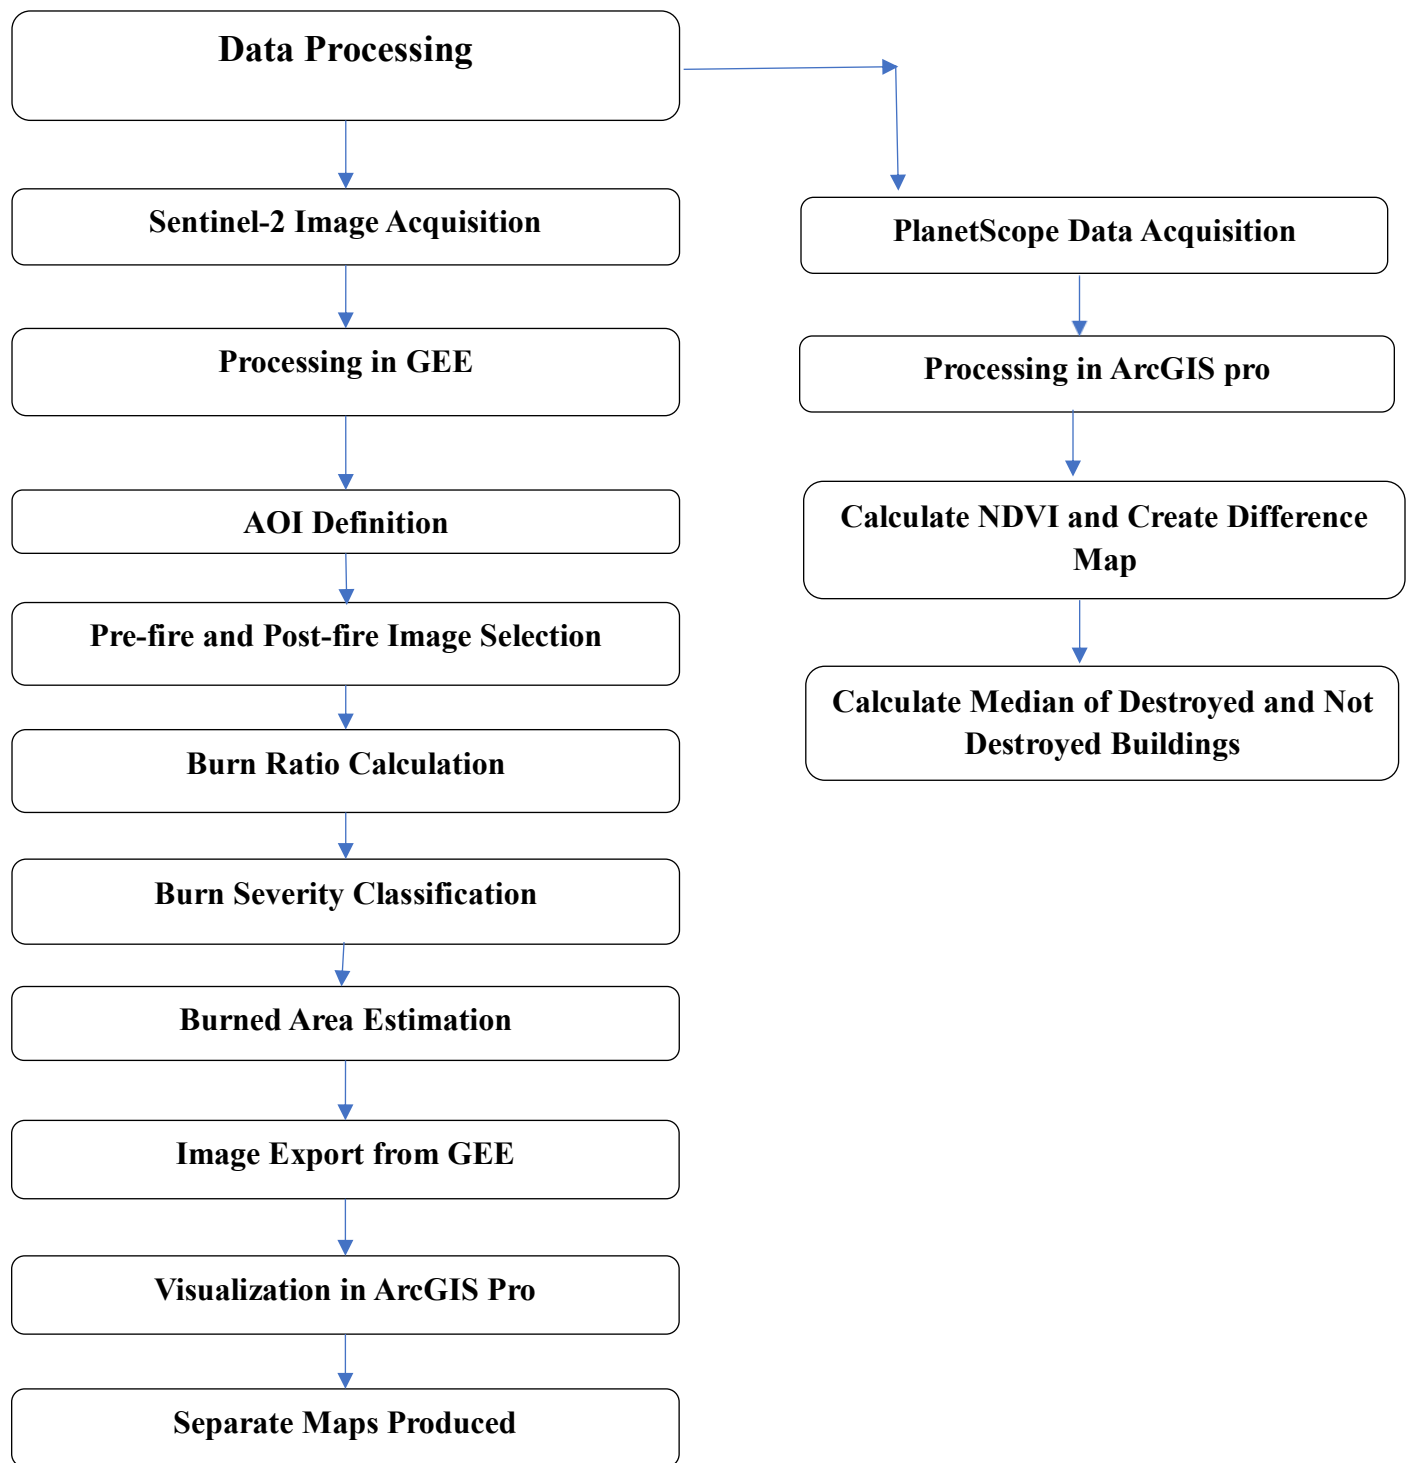 Data Processing
Sentinel-2 Image Acquisition
Processing in GEE
AOI Definition
Pre-fire and Post-fire Image Selection
Burn Ratio Calculation
Burn Severity Classification
Burned Area Estimation
Image Export from GEE
Visualization in ArcGIS Pro
Separate Maps Produced
PlanetScope Data Acquisition
Processing in ArcGIS pro
Calculate NDVI and Create Difference
Map
Calculate Median of Destroyed and Not
Destroyed Buildings